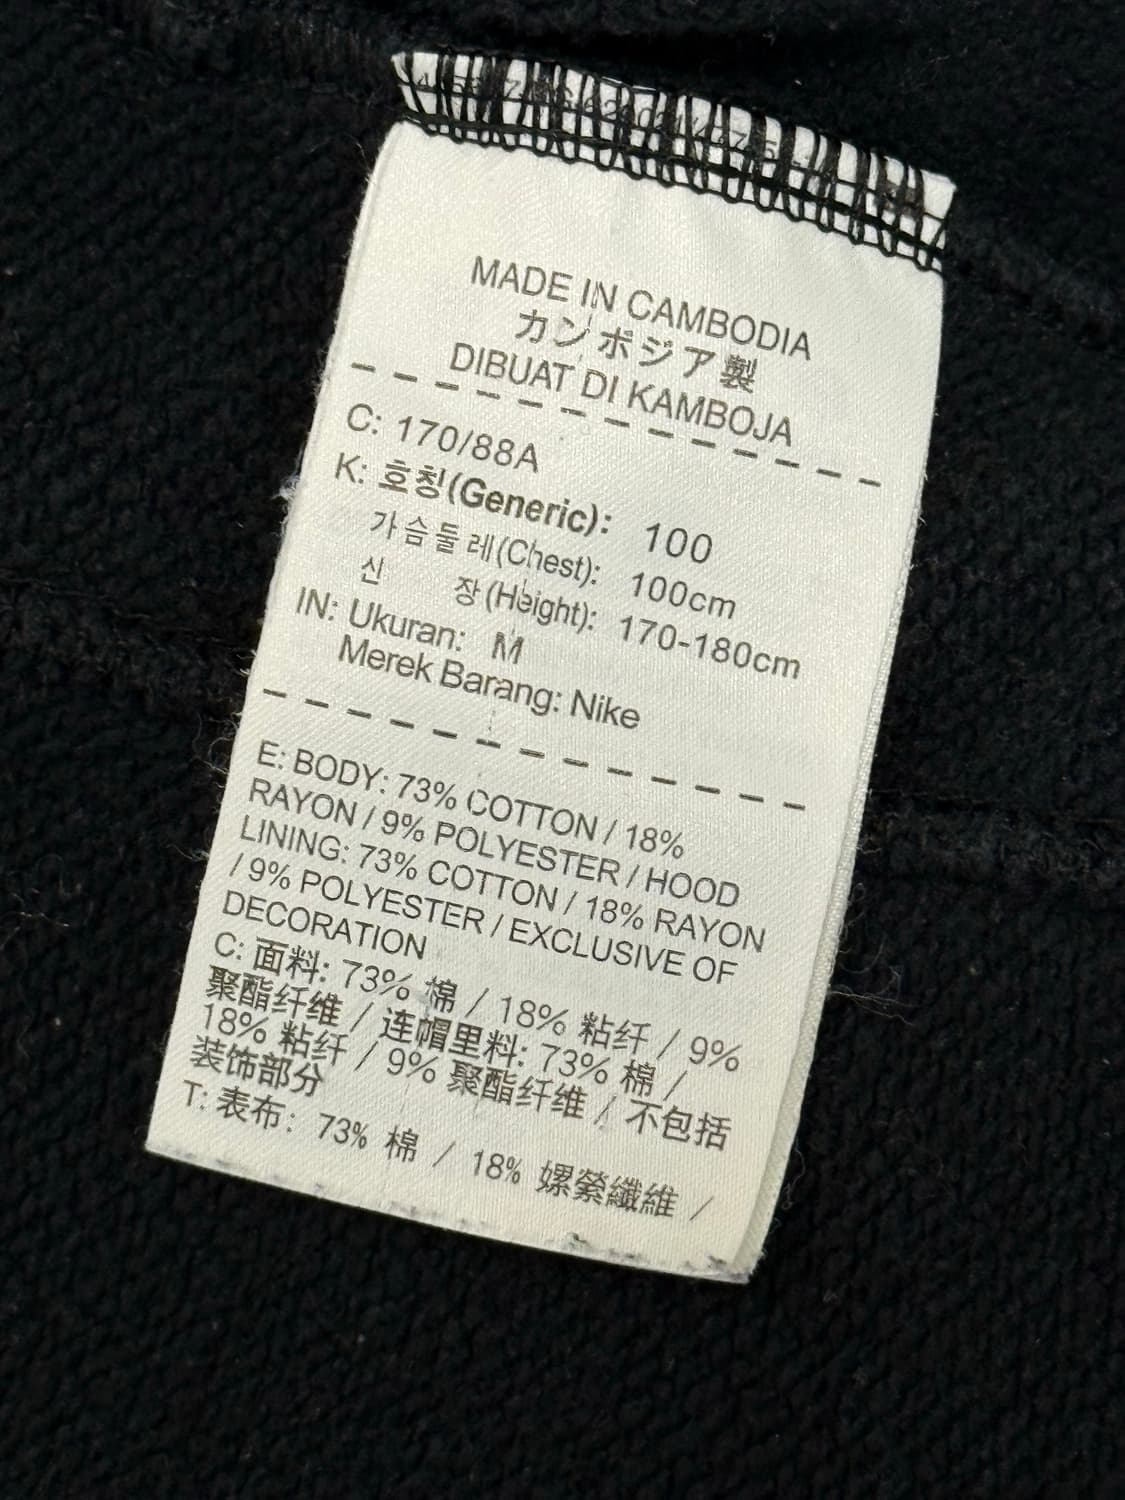 MADE IN CAMBODIA
カンボジア製
DIBUAT DI KAMBOJA
C: 170/88A
K: 호칭(Generic): 100
가슴둘레(Chest): 100cm
신 장(Height): 170-180cm
IN: Ukuran: M
Merek Barang: Nike
E: BODY: 73% COTTON / 18%
RAYON / 9% POLYESTER / HOOD
LINING: 73% COTTON / 18% RAYON
/ 9% POLYESTER / EXCLUSIVE OF
DECORATION
C: 面料: 73% 棉 / 18% 粘纤 / 9%
聚酯纤维 / 连帽里料: 73% 棉 /
18% 粘纤 / 9% 聚酯纤维 / 不包括
装饰部分
T: 表布: 73% 棉 / 18% 嫘縈纖維 /